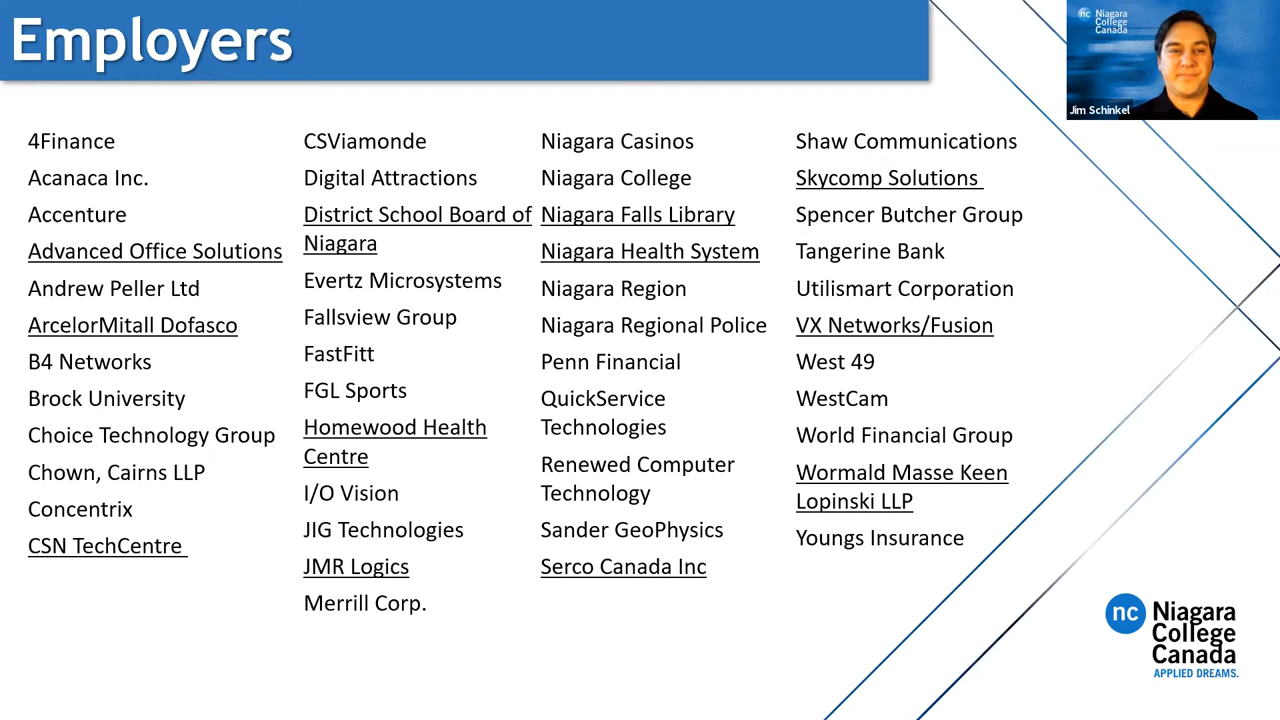 Employers
4Finance
Acanaca Inc.
Accenture
Advanced Office Solutions
Andrew Peller Ltd
ArcelorMitall Dofasco
B4 Networks
Brock University
Choice Technology Group
Chown, Cairns LLP
Concentrix
CSN TechCentre
CSViamonde
Digital Attractions
District School Board of
Niagara
Evertz Microsystems
Fallsview Group
FastFitt
FGL Sports
Homewood Health
Centre
I/O Vision
JIG Technologies
JMR Logics
Merrill Corp.
Niagara Casinos
Niagara College
Niagara Falls Library
Niagara Health System
Niagara Region
Niagara Regional Police
Penn Financial
QuickService
Technologies
Renewed Computer
Technology
Sander GeoPhysics
Serco Canada Inc
Shaw Communications
Skycomp Solutions
Spencer Butcher Group
Tangerine Bank
Utilismart Corporation
VX Networks/Fusion
West 49
WestCam
World Financial Group
Wormald Masse Keen
Lopinski LLP
Youngs Insurance
nc Niagara
College
Canada
Jim Schinkel
nc Niagara
College
Canada
APPLIED DREAMS.